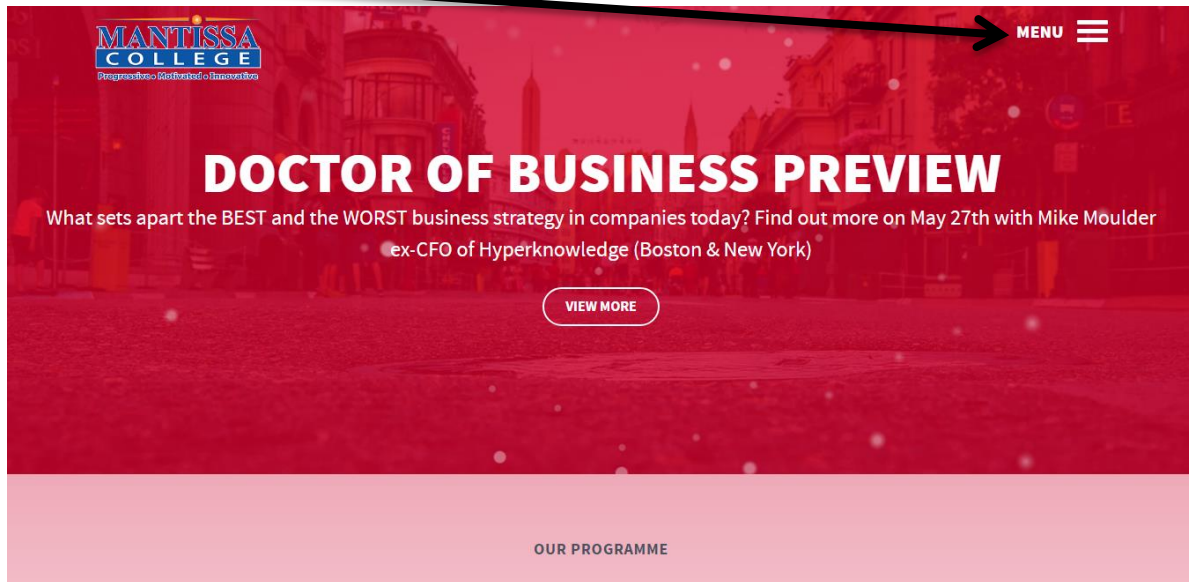 MANTISSA
COLLEGE
Progressive • Motivated • Innovative
MENU
DOCTOR OF BUSINESS PREVIEW
What sets apart the BEST and the WORST business strategy in companies today? Find out more on May 27th with Mike Moulder
ex-CFO of Hyperknowledge (Boston & New York)
VIEW MORE
OUR PROGRAMME